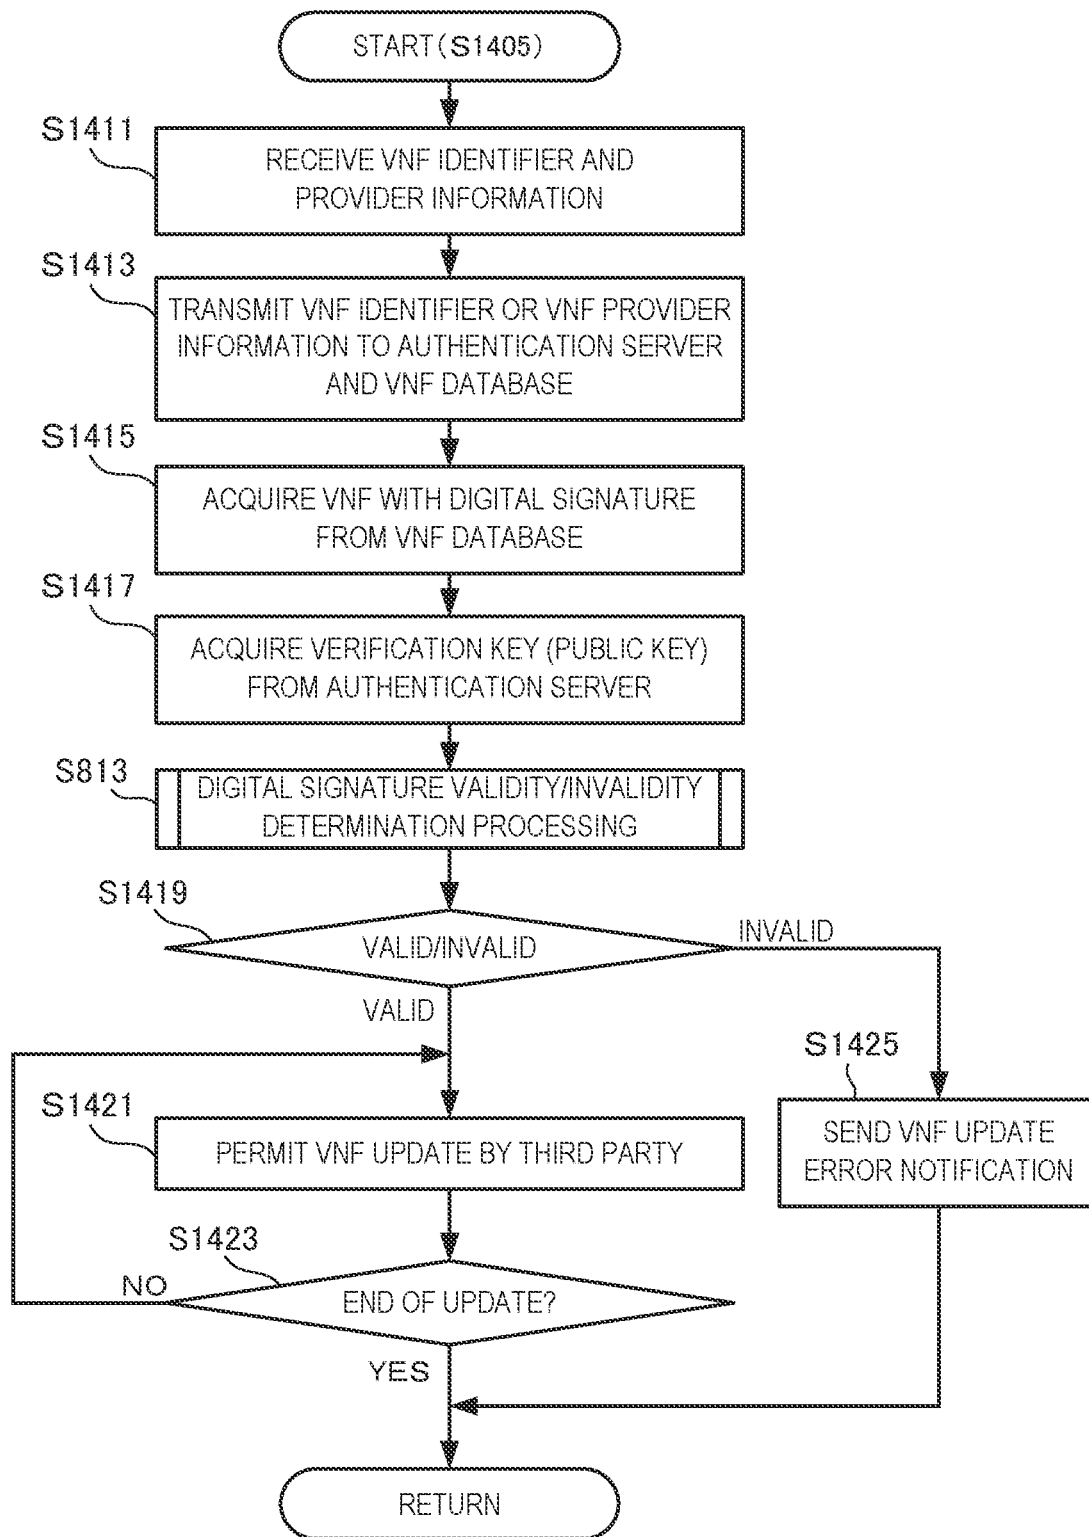 START(S1405)
S1411
RECEIVE VNF IDENTIFIER AND
PROVIDER INFORMATION
S1413
TRANSMIT VNF IDENTIFIER OR VNF PROVIDER
INFORMATION TO AUTHENTICATION SERVER
AND VNF DATABASE
S1415
ACQUIRE VNF WITH DIGITAL SIGNATURE
FROM VNF DATABASE
S1417
ACQUIRE VERIFICATION KEY (PUBLIC KEY)
FROM AUTHENTICATION SERVER
S813
DIGITAL SIGNATURE VALIDITY/INVALIDITY
DETERMINATION PROCESSING
S1419
VALID/INVALID
INVALID
VALID
S1425
SEND VNF UPDATE
ERROR NOTIFICATION
S1421
PERMIT VNF UPDATE BY THIRD PARTY
S1423
NO
END OF UPDATE?
YES
RETURN